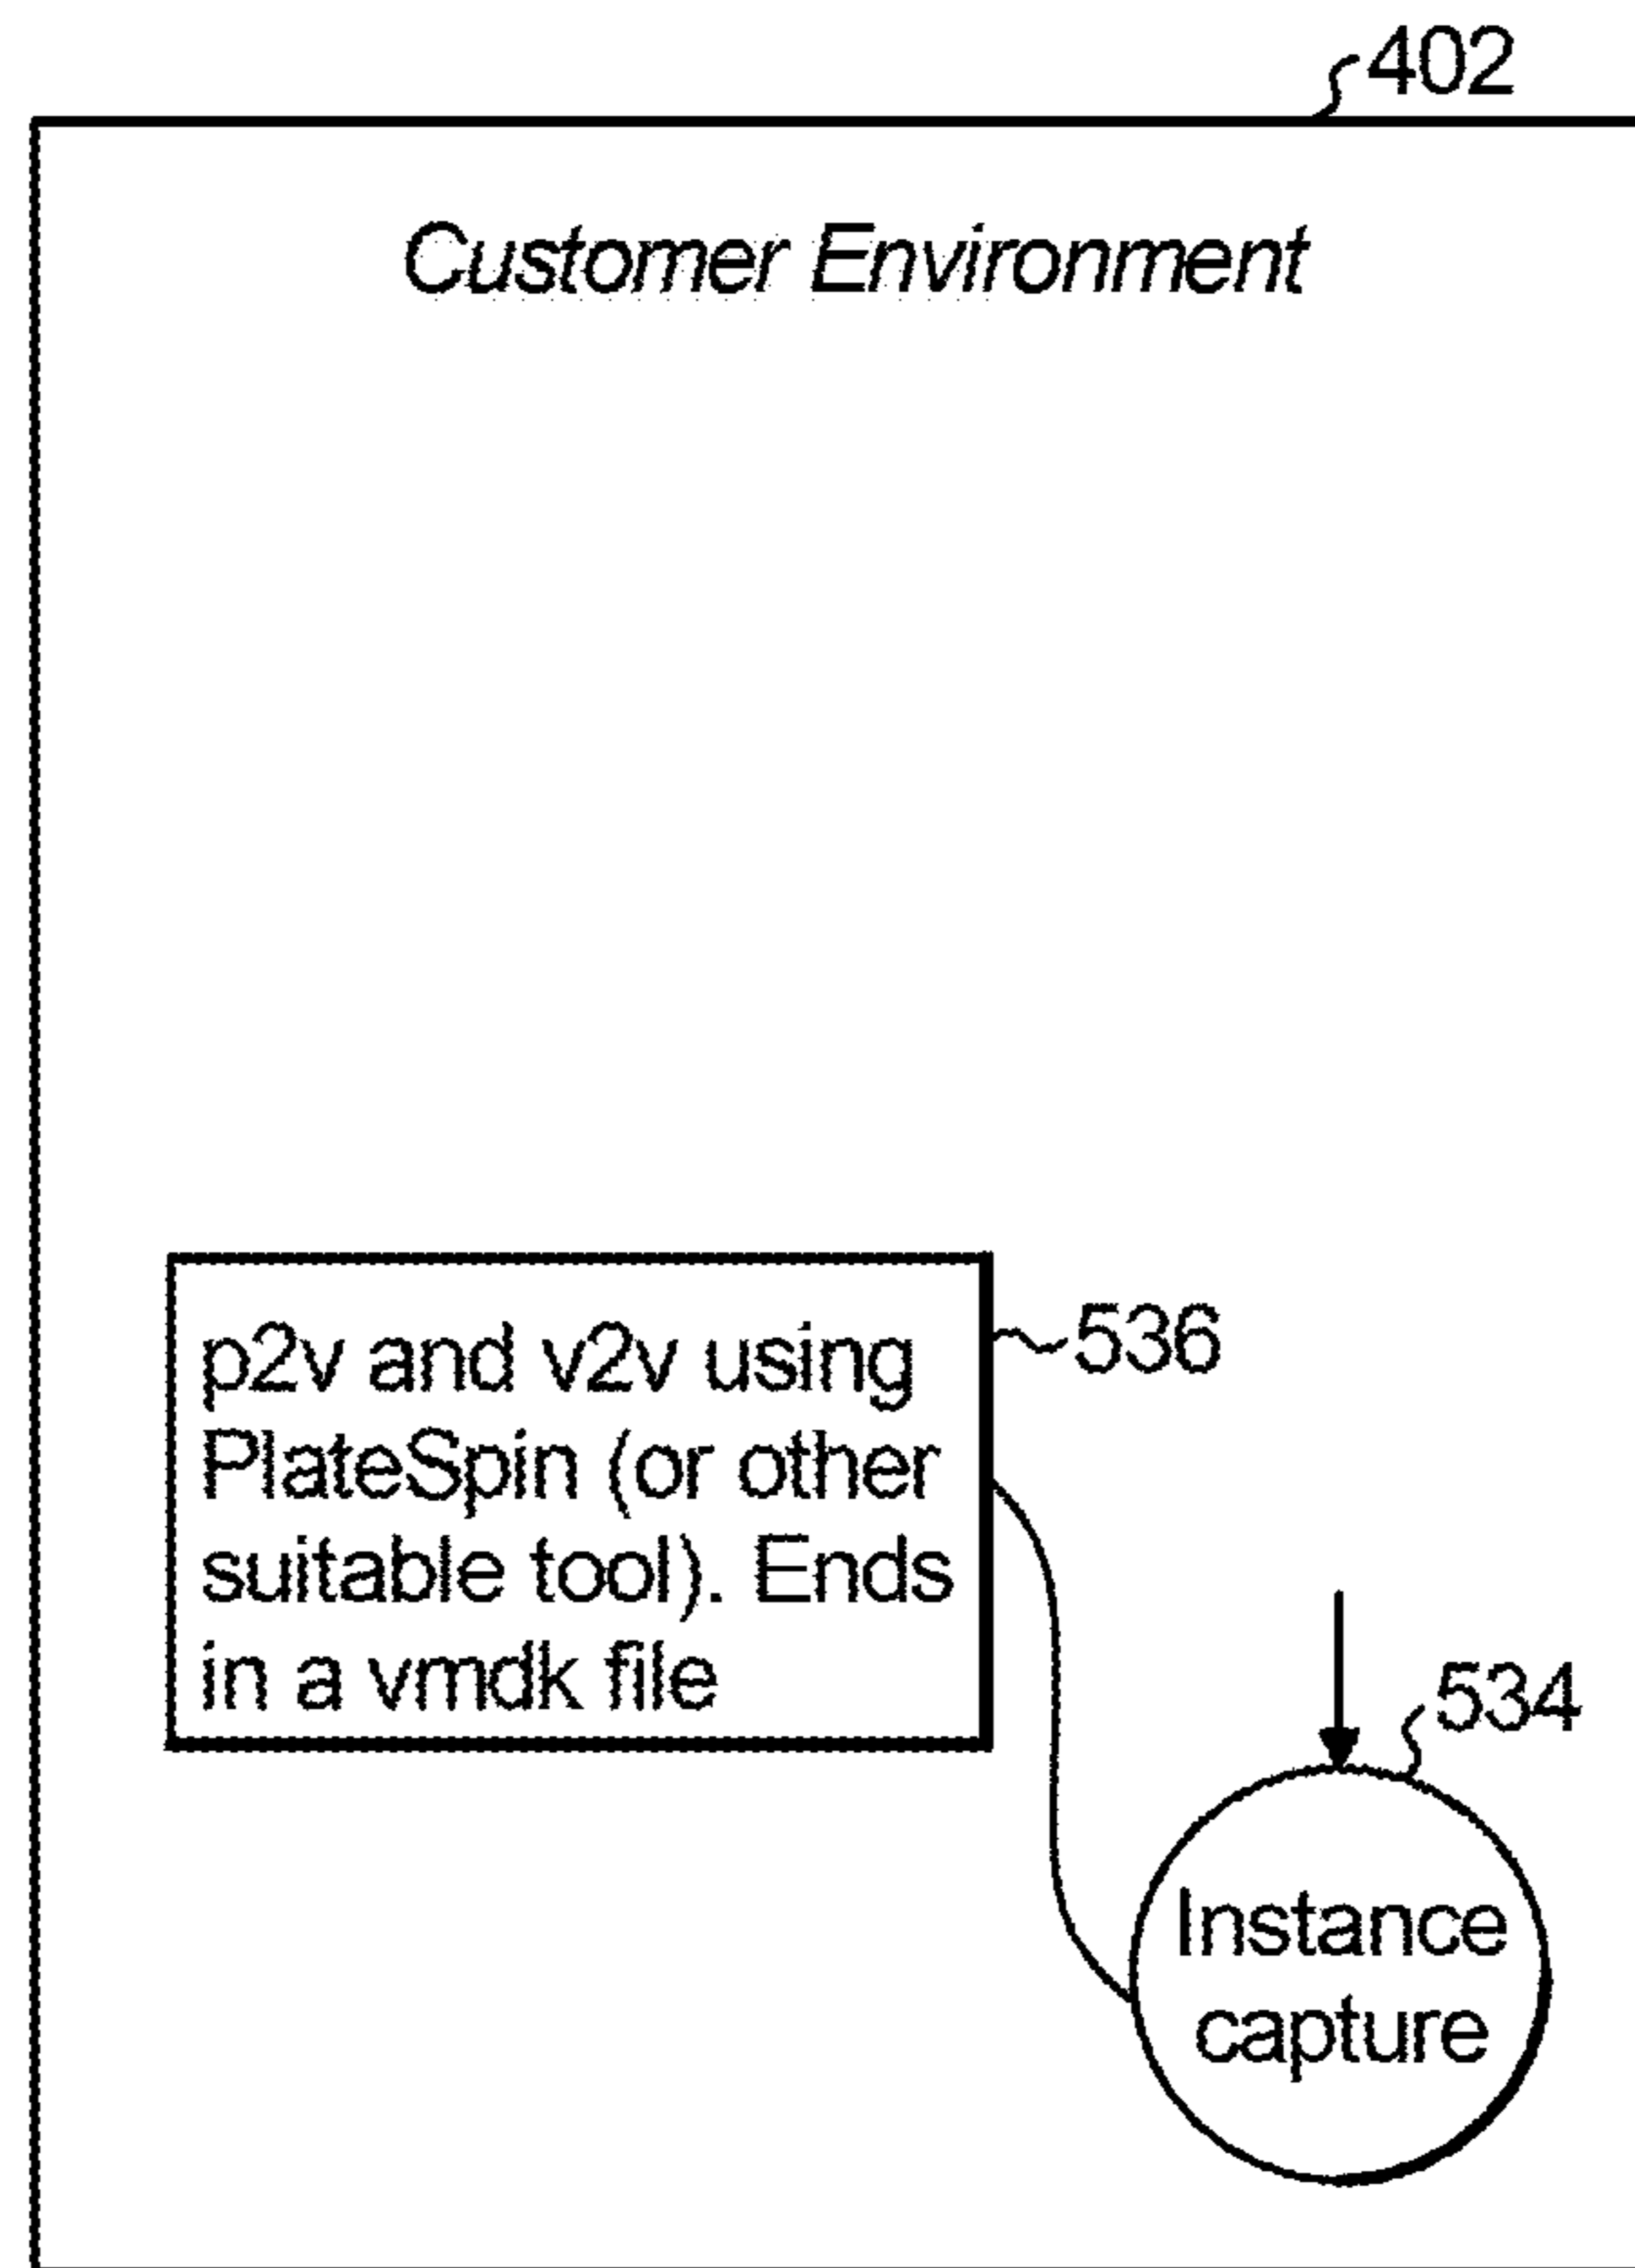 402
Customer Environment
p2v and v2v using
PlateSpin (or other
suitable tool). Ends
in a vmdk file
536
534
Instance
capture